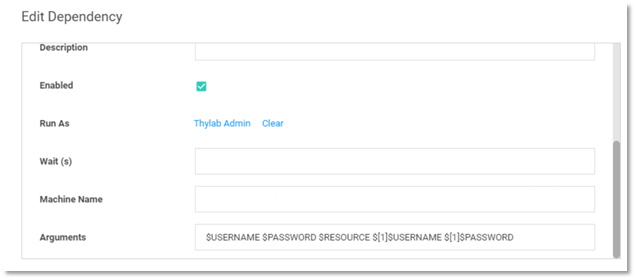 Edit Dependency
Description
Enabled
Run As Thylab Admin Clear
Wait (s)
Machine Name
Arguments $USERNAME $PASSWORD $RESOURCE $[1]$USERNAME $[1]$PASSWORD